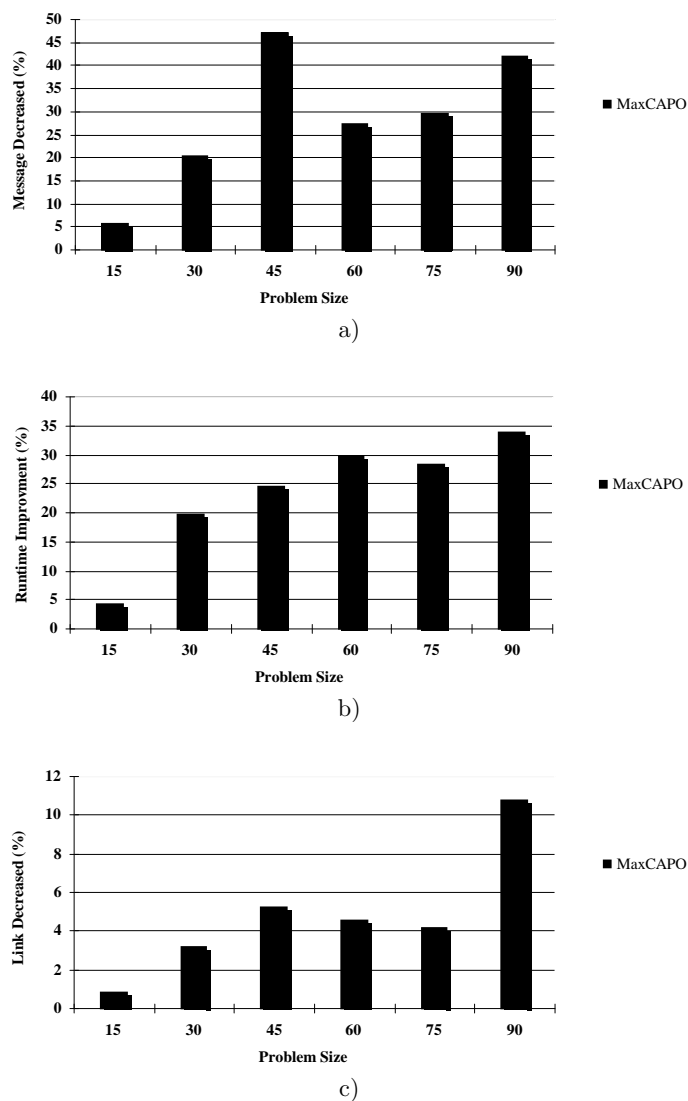 50
45
40
35
30
25
20
15
10
5
0
Message Decreased (%)
15 30 45 60 75 90
Problem Size
MaxCAPO
a)
40
35
30
25
20
15
10
5
0
Runtime Improvment (%)
15 30 45 60 75 90
Problem Size
MaxCAPO
b)
12
10
8
6
4
2
0
Link Decreased (%)
15 30 45 60 75 90
Problem Size
MaxCAPO
c)